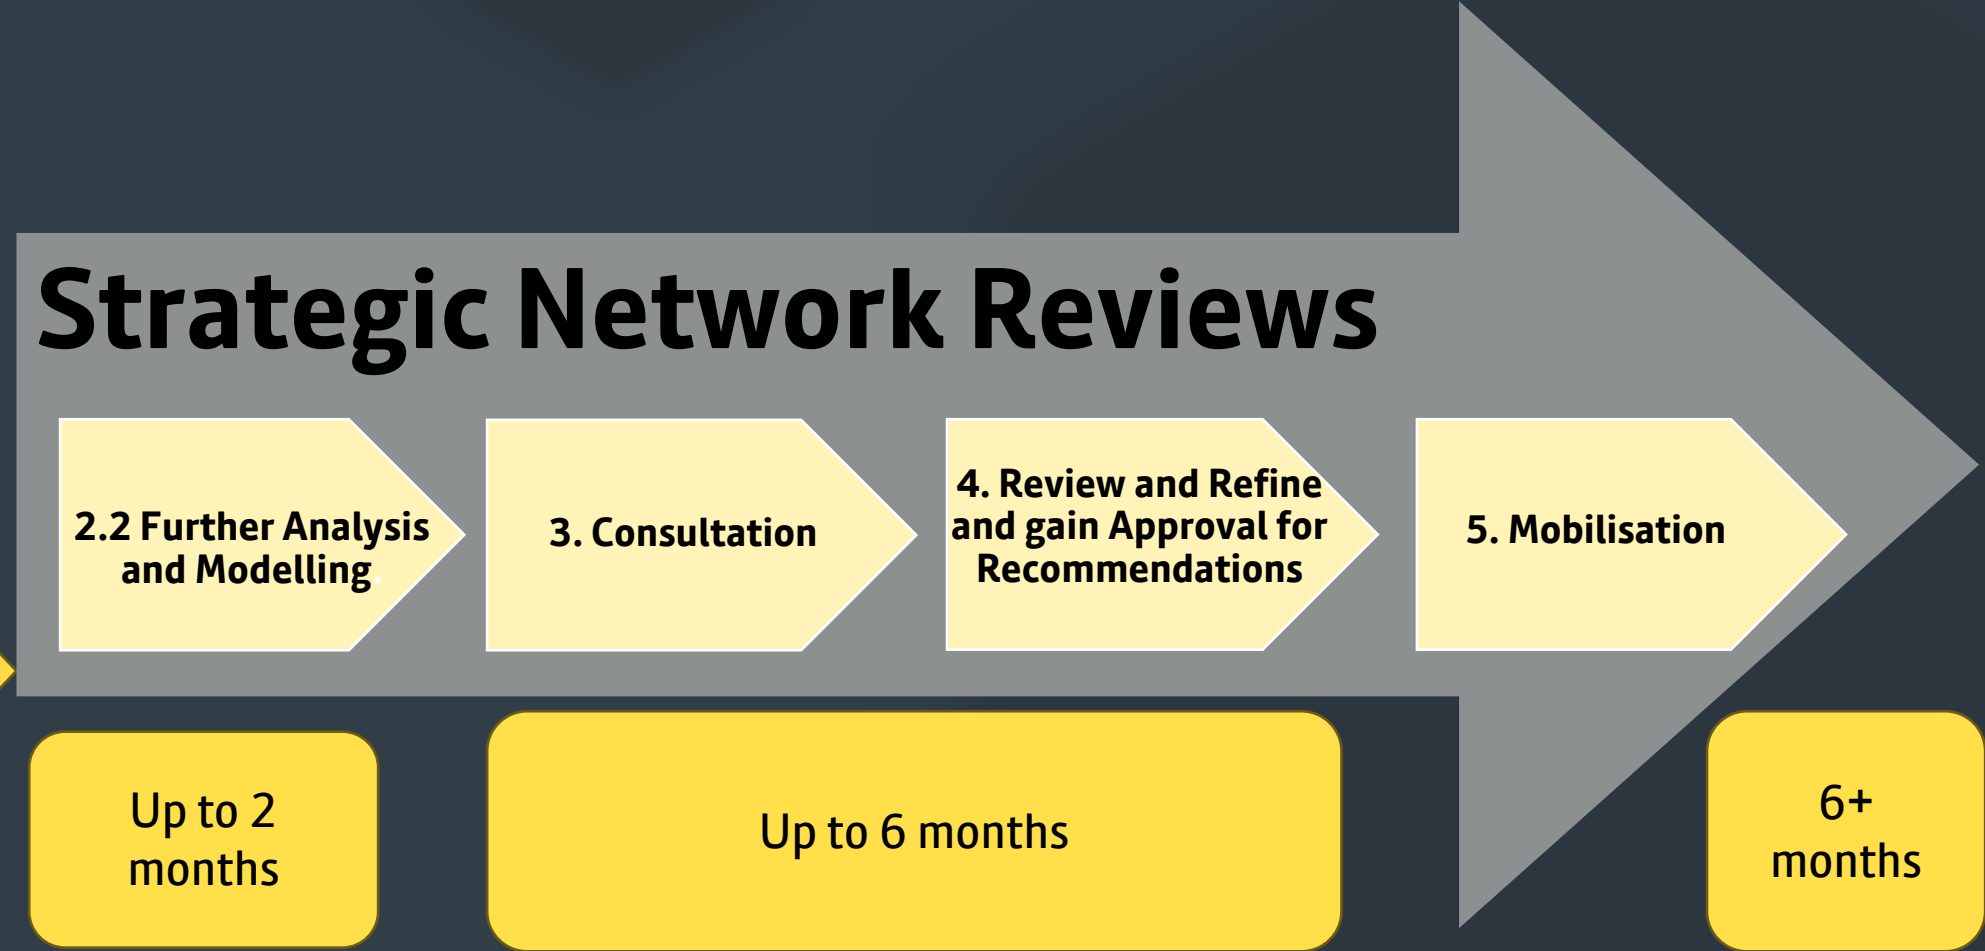 Strategic Network Reviews
2.2 Further Analysis
and Modelling.
3. Consultation
4. Review and Refine
and gain Approval for
Recommendations
5. Mobilisation
Up to 2
months
Up to 6 months
6+
months